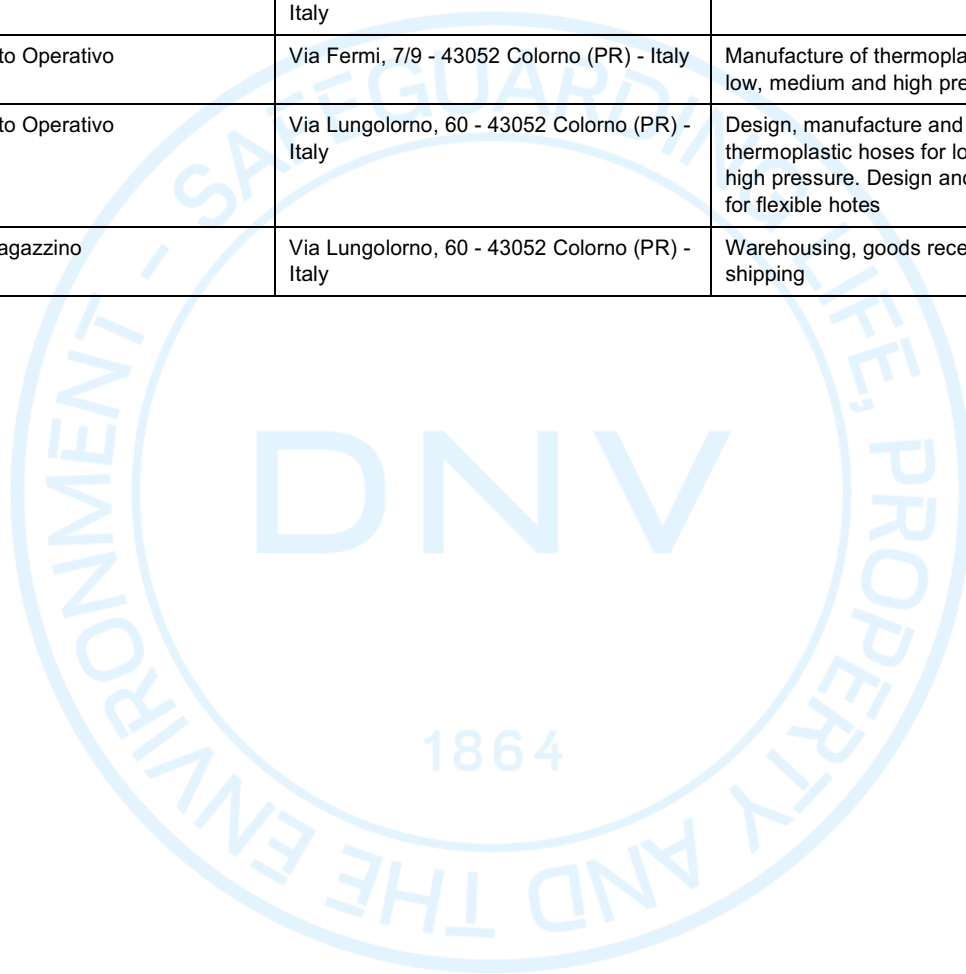 Italy
to Operativo
Via Fermi, 7/9 - 43052 Colorno (PR) - Italy
Manufacture of thermopla
low, medium and high pre
to Operativo
Via Lungolorno, 60 - 43052 Colorno (PR) -
Italy
Design, manufacture and
thermoplastic hoses for lo
high pressure. Design and
for flexible hotes
agazzino
Via Lungolorno, 60 - 43052 Colorno (PR) -
Italy
Warehousing, goods rece
shipping
SAFEGUARDING LIFE, PROPERTY AND THE ENVIRONMENT -
DNV
1864